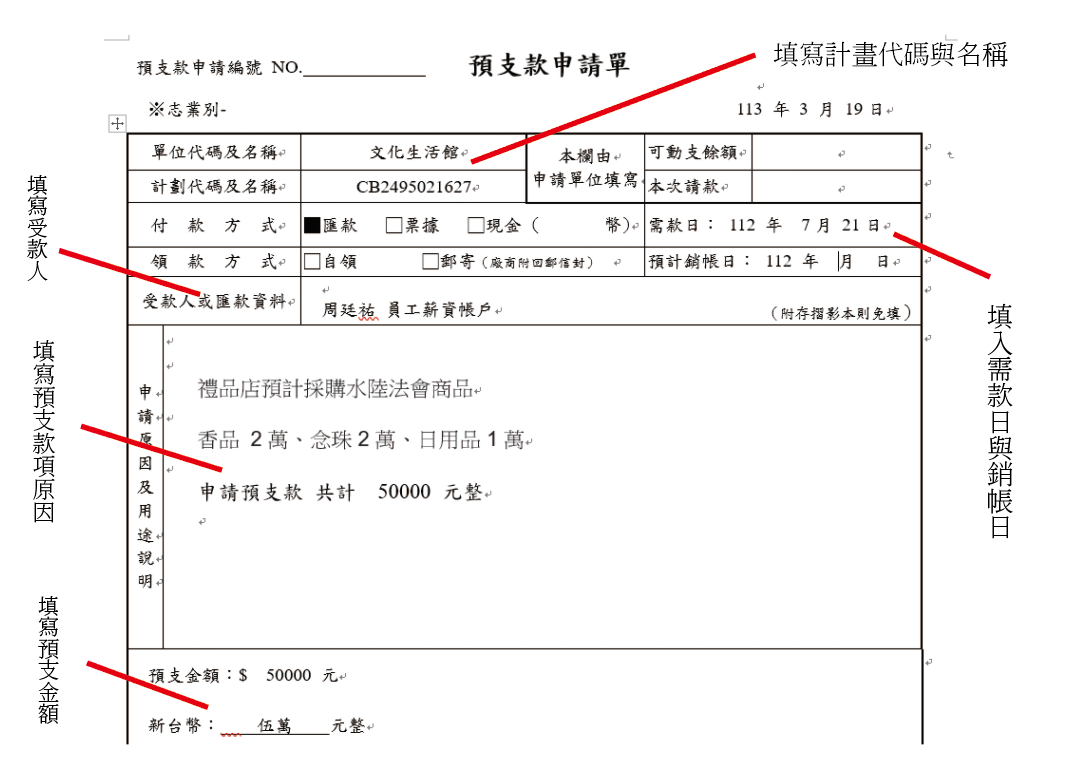 預支款申請編號 NO.
預支款申請單
填寫計畫代碼與名稱
※志業別-
113 年 3 月 19 日
單位代碼及名稱
文化生活館
本欄由
申請單位填寫
可動支餘額
計劃代碼及名稱
CB2495021627
本次請款
付 款 方 式
■匯款 □票據 □現金( 幣)
需款日： 112 年 7 月 21 日
領 款 方 式
□自領 □郵寄(廠商附回郵信封)
預計銷帳日： 112 年 月 日
受款人或匯款資料
周廷祐 員工薪資帳戶
(附存摺影本則免填)
填寫受款人
填入需款日與銷帳日
填寫預支款項原因
申請原因及用途說明
禮品店預計採購水陸法會商品
香品 2 萬、念珠 2 萬、日用品 1 萬
申請預支款 共計 50000 元整
填寫預支金額
預支金額：$ 50000 元
新台幣： 伍萬 元整